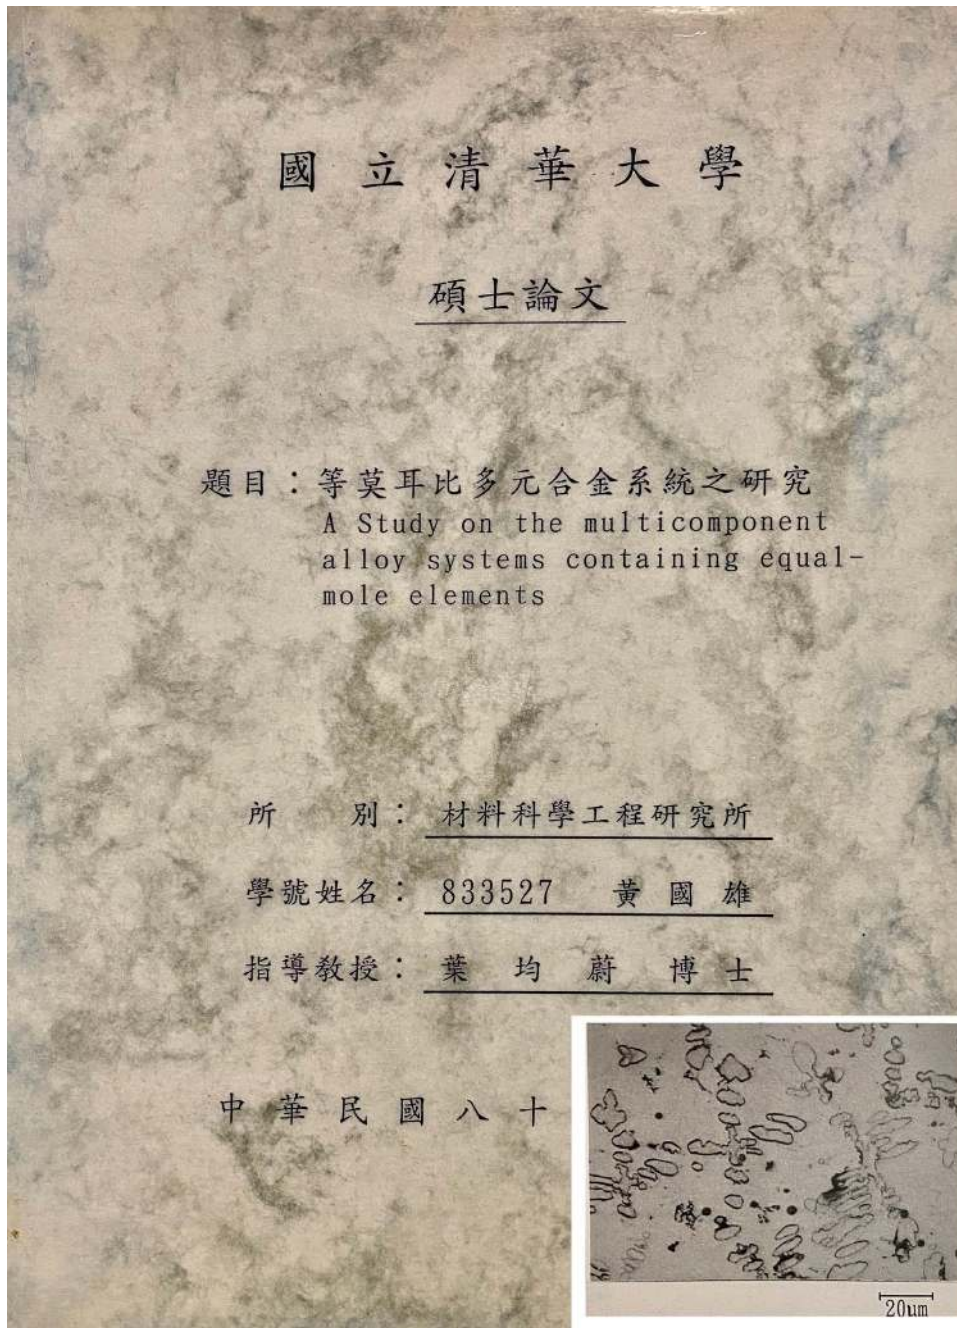 國立清華大學
碩士論文
題目：等莫耳比多元合金系統之研究
A Study on the multicomponent
alloy systems containing equal-
mole elements
所　別：材料科學工程研究所
學號姓名：833527 黃國雄
指導教授：葉均蔚博士
中華民國八十
20um